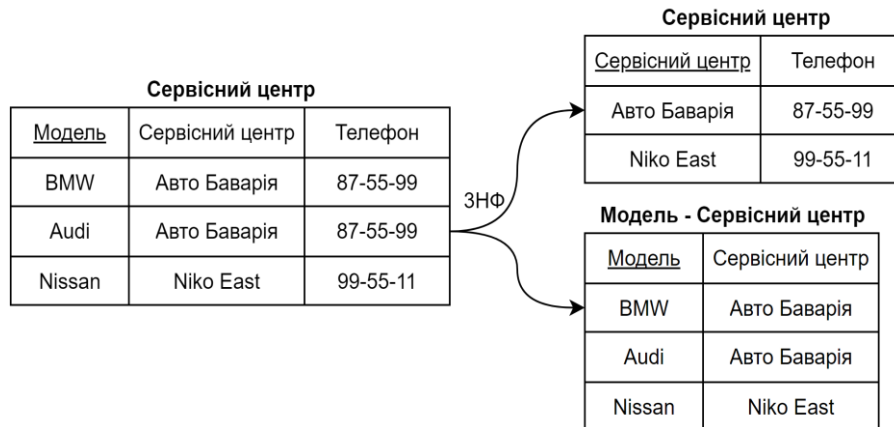 Сервісний центр
Модель Сервісний центр Телефон
BMW Авто Баварія 87-55-99
Audi Авто Баварія 87-55-99
Nissan Niko East 99-55-11
3НФ
Сервісний центр
Сервісний центр Телефон
Авто Баварія 87-55-99
Niko East 99-55-11
Модель - Сервісний центр
Модель Сервісний центр
BMW Авто Баварія
Audi Авто Баварія
Nissan Niko East